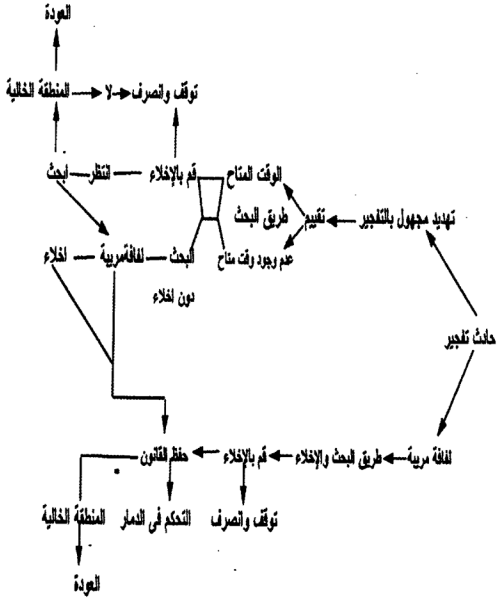 العودة
المنطقة الخالية لا توقف وانصرف
ابحث انتظر قم بالإخلاء الوقت المتاح
تهديد مجهول بالتفجير تقييم طريق البحث
اخلاء لفافة مريبة البحث عدم وجود وقت متاح
دون اخلاء
حادث تفجير
لفافة مريبة طريق البحث والإخلاء قم بالإخلاء حفظ القانون
توقف وانصرف التحكم فى الدمار المنطقة الخالية
العودة